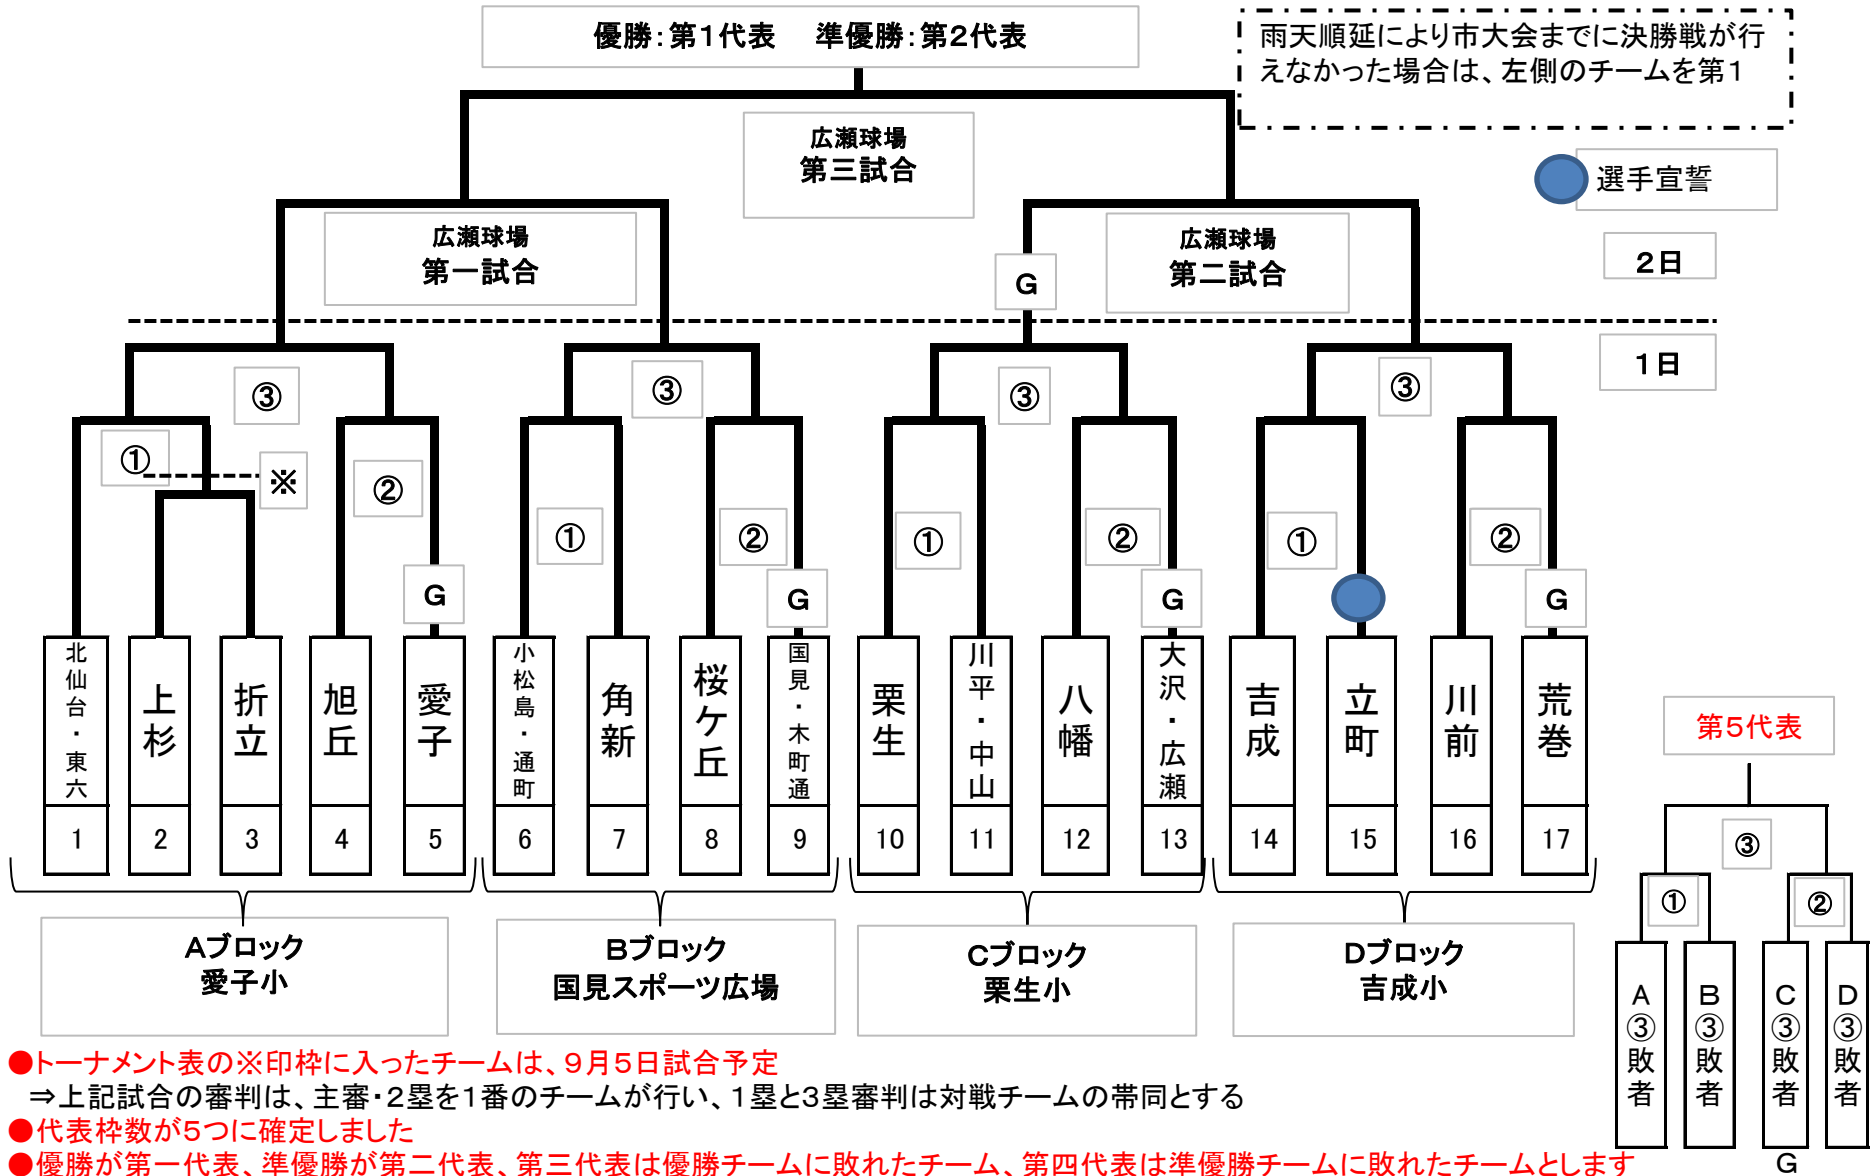 優勝：第1代表　準優勝：第2代表
雨天順延により市大会までに決勝戦が行
えなかった場合は、左側のチームを第1
広瀬球場
第三試合
選手宣誓
広瀬球場
第一試合
広瀬球場
第二試合
G
2日
1日
③
③
③
③
①
※
②
①
②
①
②
①
②
G
G
G
G
北仙台・東六
上杉
折立
旭丘
愛子
小松島・通町
角新
桜ケ丘
国見・木町通
栗生
川平・中山
八幡
大沢・広瀬
吉成
立町
川前
荒巻
1
2
3
4
5
6
7
8
9
10
11
12
13
14
15
16
17
Aブロック
愛子小
Bブロック
国見スポーツ広場
Cブロック
栗生小
Dブロック
吉成小
第5代表
③
①
②
A③敗者
B③敗者
C③敗者
D③敗者
G
●トーナメント表の※印枠に入ったチームは、9月5日試合予定
⇒上記試合の審判は、主審・2塁を1番のチームが行い、1塁と3塁審判は対戦チームの帯同とする
●代表枠数が5つに確定しました
●優勝が第一代表、準優勝が第二代表、第三代表は優勝チームに敗れたチーム、第四代表は準優勝チームに敗れたチームとします